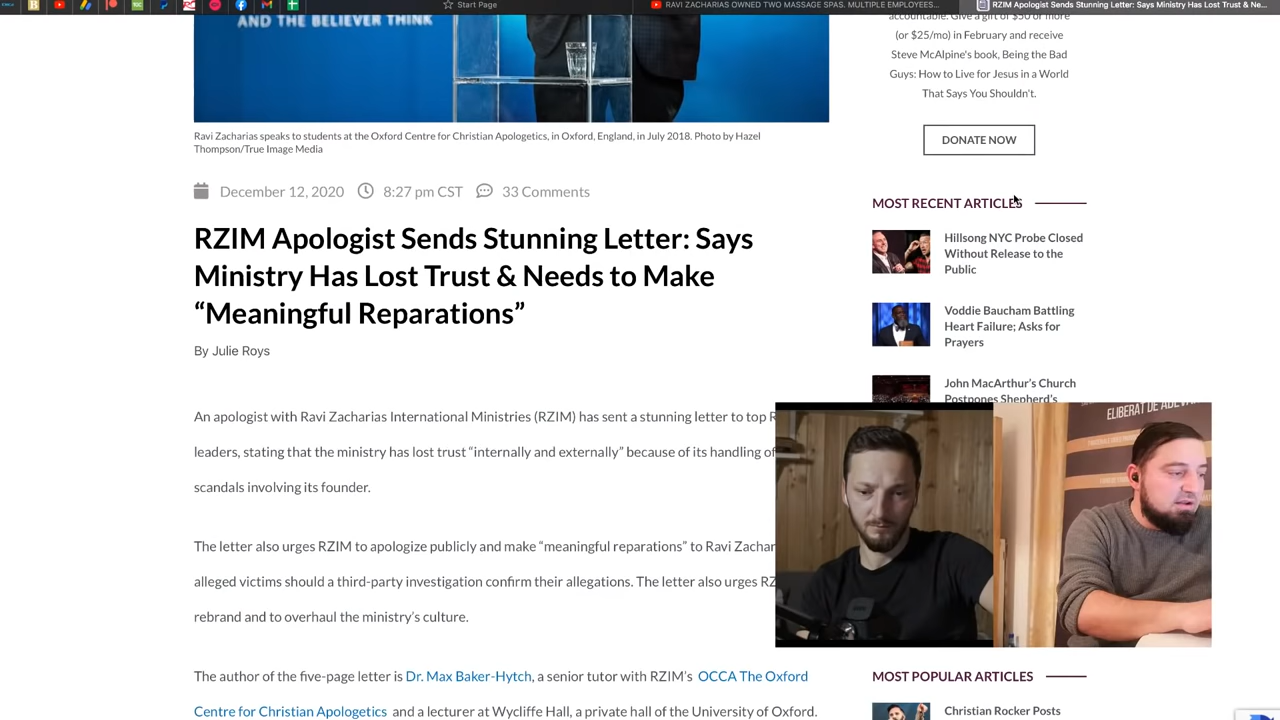 Start Page
RAVI ZACHARIAS OWNED TWO MASSAGE SPAS. MULTIPLE EMPLOYEES...
RZIM Apologist Sends Stunning Letter: Says Ministry Has Lost Trust & Ne...
AND THE BELIEVER THINK
Ravi Zacharias speaks to students at the Oxford Centre for Christian Apologetics, in Oxford, England, in July 2018. Photo by Hazel
Thompson/True Image Media
December 12, 2020
8:27 pm CST
33 Comments
RZIM Apologist Sends Stunning Letter: Says
Ministry Has Lost Trust & Needs to Make
“Meaningful Reparations”
By Julie Roys
An apologist with Ravi Zacharias International Ministries (RZIM) has sent a stunning letter to top
leaders, stating that the ministry has lost trust “internally and externally” because of its handling of
scandals involving its founder.
The letter also urges RZIM to apologize publicly and make “meaningful reparations” to Ravi Zachar
alleged victims should a third-party investigation confirm their allegations. The letter also urges RZ
rebrand and to overhaul the ministry’s culture.
The author of the five-page letter is Dr. Max Baker-Hytch, a senior tutor with RZIM’s OCCA The Oxford
Centre for Christian Apologetics and a lecturer at Wycliffe Hall, a private hall of the University of Oxford.
accountable. Give a gift of $50 or more
(or $25/mo) in February and receive
Steve McAlpine's book, Being the Bad
Guys: How to Live for Jesus in a World
That Says You Shouldn't.
DONATE NOW
MOST RECENT ARTICLES
Hillsong NYC Probe Closed
Without Release to the
Public
Voddie Baucham Battling
Heart Failure; Asks for
Prayers
John MacArthur’s Church
Postpones Shepherd’s
ELIBERAT DE
MOST POPULAR ARTICLES
Christian Rocker Posts